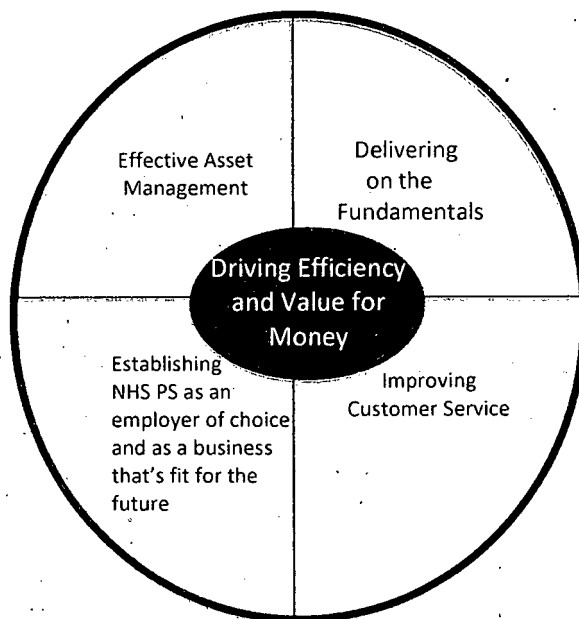 Effective Asset
Management
Delivering
on the
Fundamentals
Driving Efficiency
and Value for
Money
Establishing
NHS PS as an
employer of choice
and as a business
that's fit for the
future
Improving
Customer Service